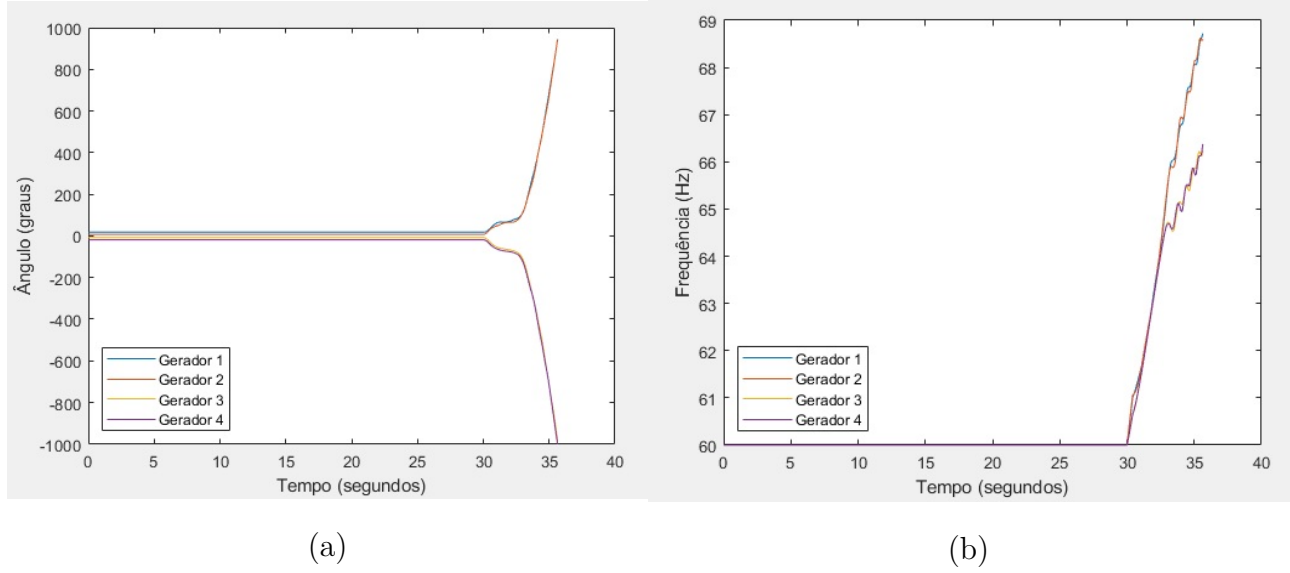 1000
800
600
400
200
0
-200
-400
-600
-800
-1000
Ângulo (graus)
Gerador 1
Gerador 2
Gerador 3
Gerador 4
0 5 10 15 20 25 30 35 40
Tempo (segundos)
(a)
69
68
67
66
65
64
63
62
61
60
Frequência (Hz)
Gerador 1
Gerador 2
Gerador 3
Gerador 4
0 5 10 15 20 25 30 35 40
Tempo (segundos)
(b)